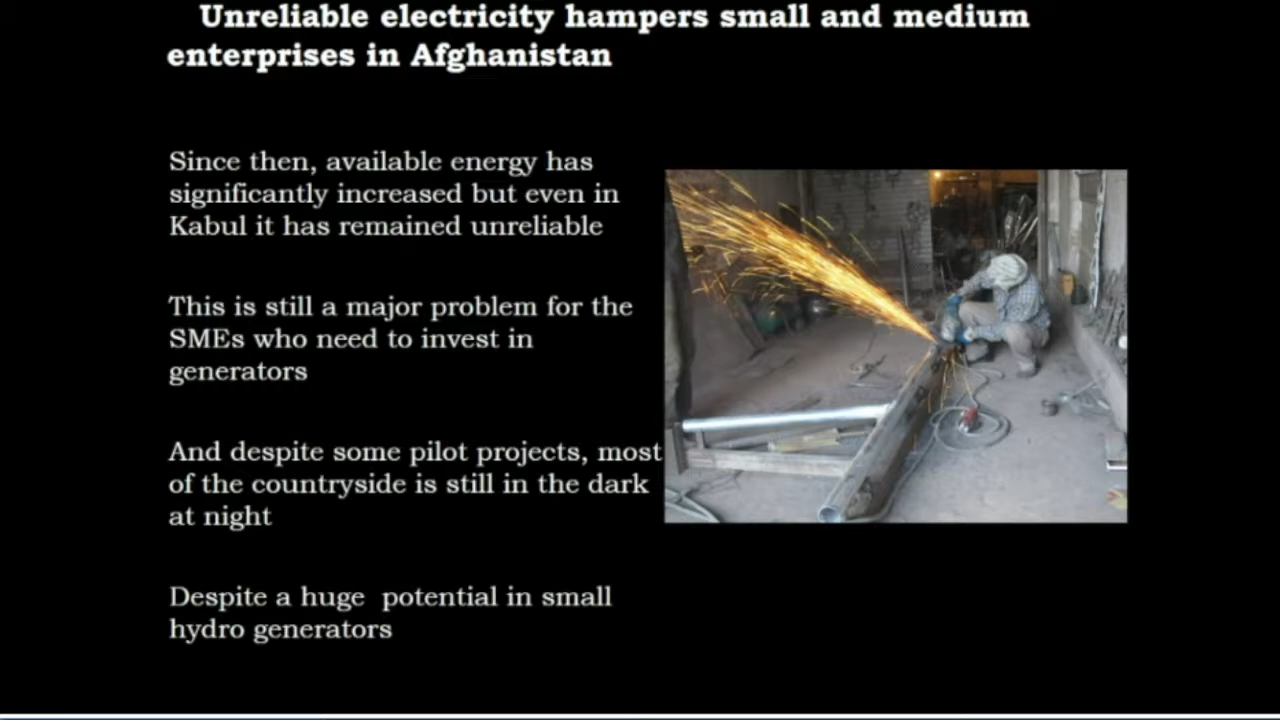 Unreliable electricity hampers small and medium
enterprises in Afghanistan
Since then, available energy has
significantly increased but even in
Kabul it has remained unreliable
This is still a major problem for the
SMEs who need to invest in
generators
And despite some pilot projects, most
of the countryside is still in the dark
at night
Despite a huge  potential in small
hydro generators